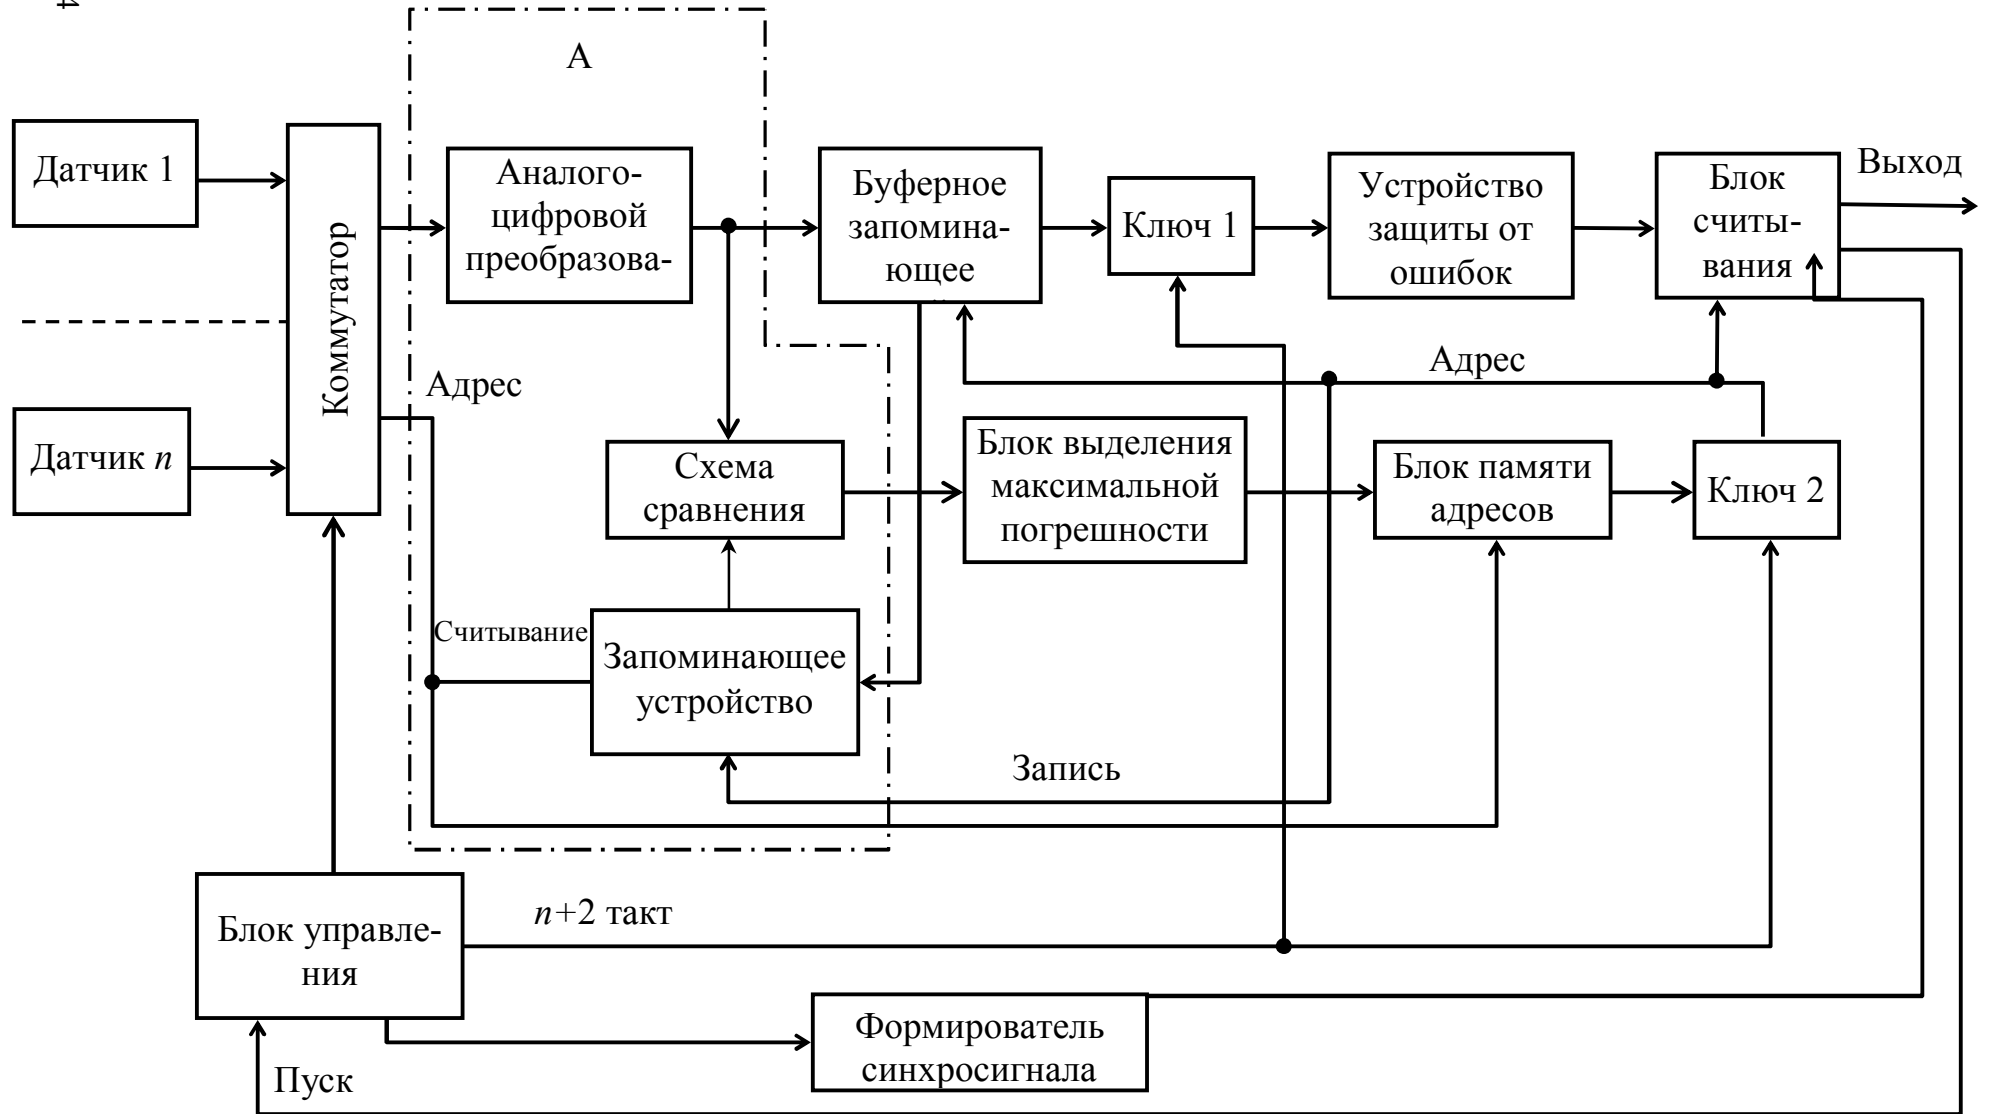 4
А
Датчик 1
Коммутатор
Аналого-
цифровой
преобразова-
Буферное
запомина-
ющее
Ключ 1
Устройство
защиты от
ошибок
Блок
считы-
вания
Выход
Адрес
Адрес
Датчик n
Схема
сравнения
Блок выделения
максимальной
погрешности
Блок памяти
адресов
Ключ 2
Считывание
Запоминающее
устройство
Запись
Блок управле-
ния
n+2 такт
Формирователь
синхросигнала
Пуск